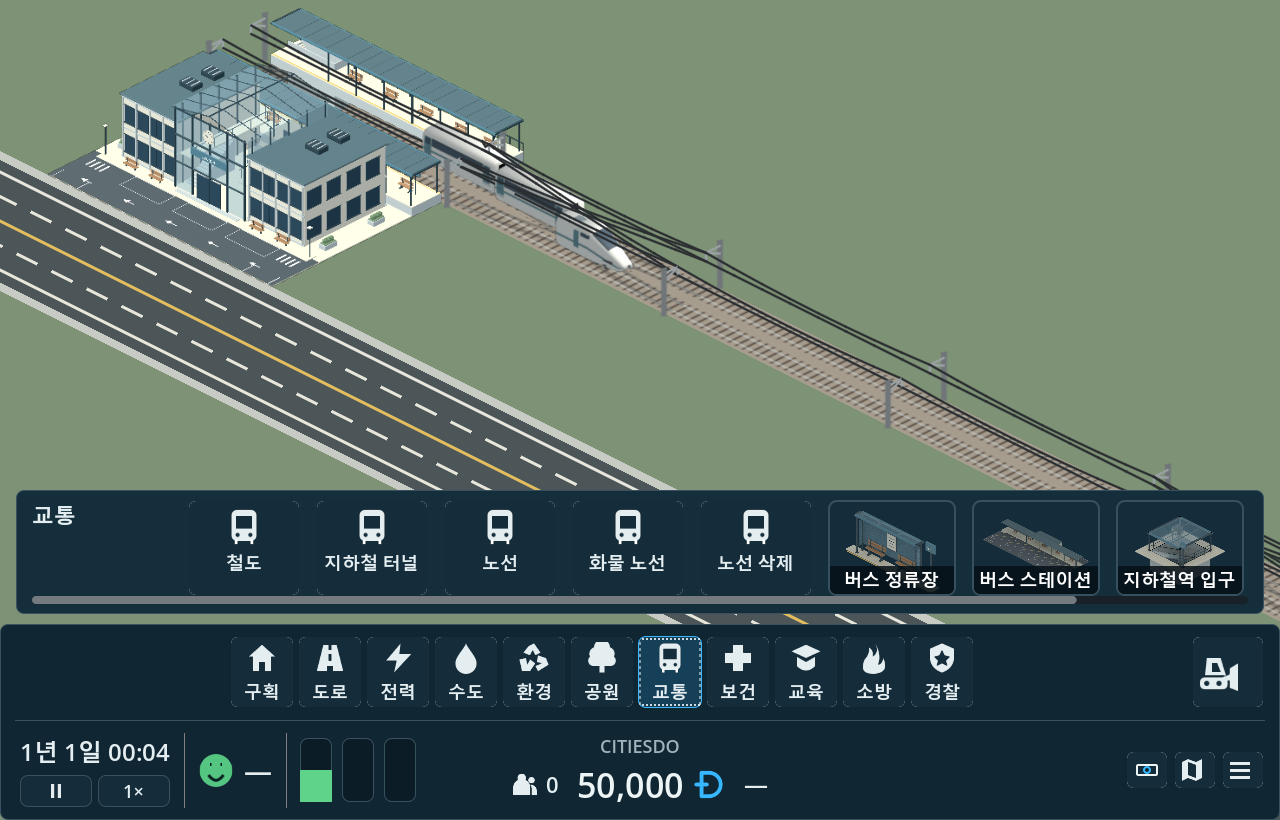 교통
철도
지하철 터널
노선
화물 노선
노선 삭제
버스 정류장
버스 스테이션
지하철역 입구
구획
도로
전력
수도
환경
공원
교통
보건
교육
소방
경찰
1년 1일 00:04
1×
—
CITIESDO
0
50,000
—